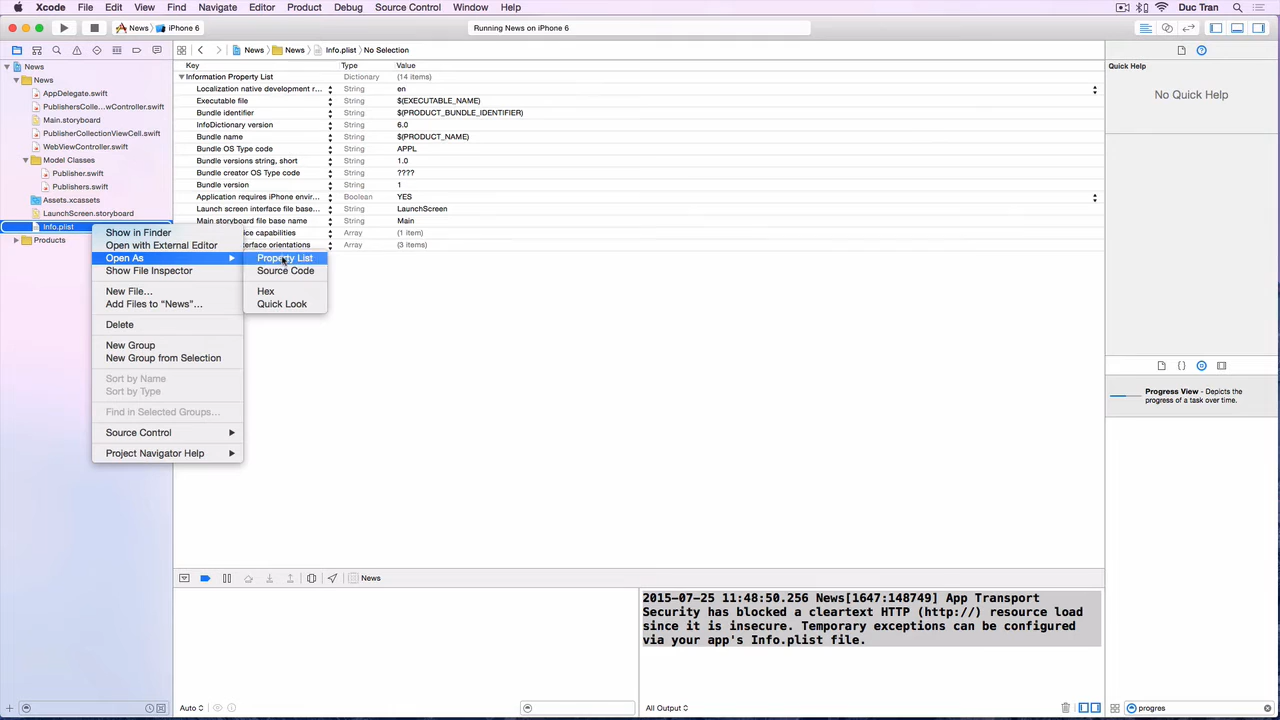 Xcode File Edit View Find Navigate Editor Product Debug Source Control Window Help Duc Tran
News iPhone 6 Running News on iPhone 6
News News Info.plist No Selection
News
News
AppDelegate.swift
PublishersColle...wController.swift
Main.storyboard
PublisherCollectionViewCell.swift
WebViewController.swift
Model Classes
Publisher.swift
Publishers.swift
Assets.xcassets
LaunchScreen.storyboard
Info.plist
Products
Key Type Value
Information Property List Dictionary (14 items)
Localization native development r... String en
Executable file String $(EXECUTABLE_NAME)
Bundle identifier String $(PRODUCT_BUNDLE_IDENTIFIER)
InfoDictionary version String 6.0
Bundle name String $(PRODUCT_NAME)
Bundle OS Type code String APPL
Bundle versions string, short String 1.0
Bundle creator OS Type code String ????
Bundle version String 1
Application requires iPhone envir... Boolean YES
Launch screen interface file base... String LaunchScreen
Main storyboard file base name String Main
ice capabilities Array (1 item)
terface orientations Array (3 items)
Show in Finder
Open with External Editor
Open As
Show File Inspector
New File...
Add Files to “News”...
Delete
New Group
New Group from Selection
Sort by Name
Sort by Type
Find in Selected Groups...
Source Control
Project Navigator Help
Property List
Source Code
Hex
Quick Look
Quick Help
No Quick Help
Progress View - Depicts the
progress of a task over time.
News
2015-07-25 11:48:50.256 News[1647:148749] App Transport
Security has blocked a cleartext HTTP (http://) resource load
since it is insecure. Temporary exceptions can be configured
via your app's Info.plist file.
Auto All Output progres